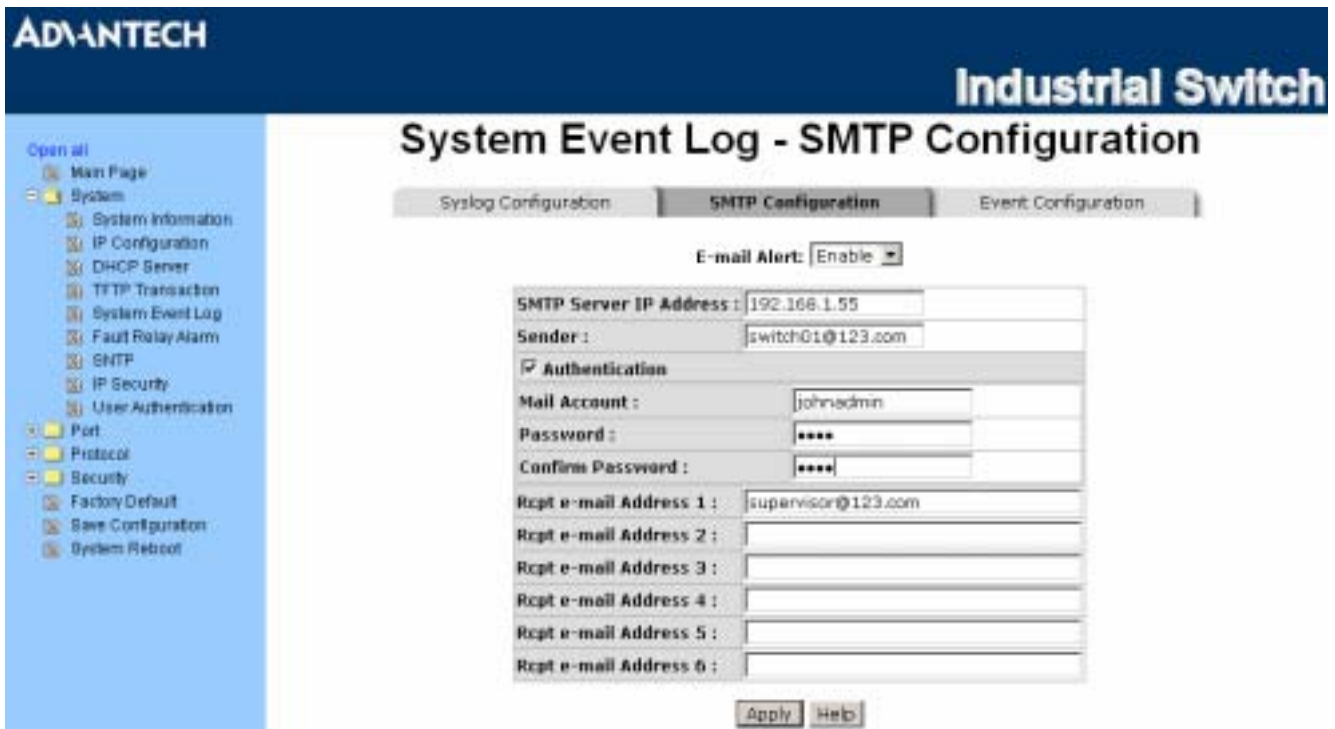 ADVANTECH
Industrial Switch
Open all
Main Page
System
System Information
IP Configuration
DHCP Server
TFTP Transaction
System Event Log
Fault Relay Alarm
SNTP
IP Security
User Authentication
Port
Protocol
Security
Factory Default
Save Configuration
System Reboot
System Event Log - SMTP Configuration
Syslog Configuration SMTP Configuration Event Configuration
E-mail Alert: Enable
SMTP Server IP Address : 192.168.1.55
Sender : switch01@123.com
Authentication
Mail Account : johnadmin
Password : ••••
Confirm Password : ••••
Rcpt e-mail Address 1 : supervisor@123.com
Rcpt e-mail Address 2 :
Rcpt e-mail Address 3 :
Rcpt e-mail Address 4 :
Rcpt e-mail Address 5 :
Rcpt e-mail Address 6 :
Apply Help